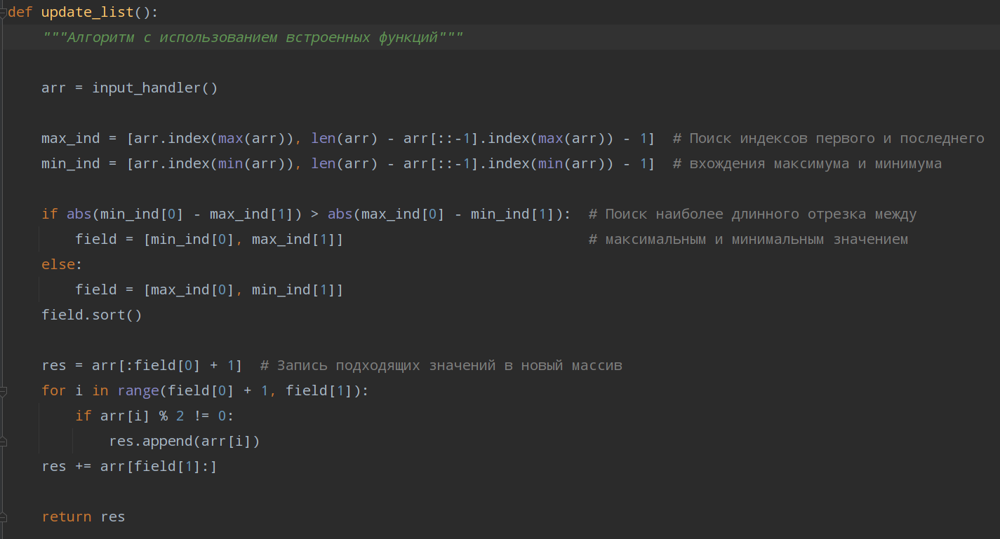 def update_list():
    """Алгоритм с использованием встроенных функций"""
    arr = input_handler()
    max_ind = [arr.index(max(arr)), len(arr) - arr[::-1].index(max(arr)) - 1]  # Поиск индексов первого и последнего
    min_ind = [arr.index(min(arr)), len(arr) - arr[::-1].index(min(arr)) - 1]  # вхождения максимума и минимума
    if abs(min_ind[0] - max_ind[1]) > abs(max_ind[0] - min_ind[1]):  # Поиск наиболее длинного отрезка между
        field = [min_ind[0], max_ind[1]]                             # максимальным и минимальным значением
    else:
        field = [max_ind[0], min_ind[1]]
    field.sort()
    res = arr[:field[0] + 1]  # Запись подходящих значений в новый массив
    for i in range(field[0] + 1, field[1]):
        if arr[i] % 2 != 0:
            res.append(arr[i])
    res += arr[field[1]:]
    return res